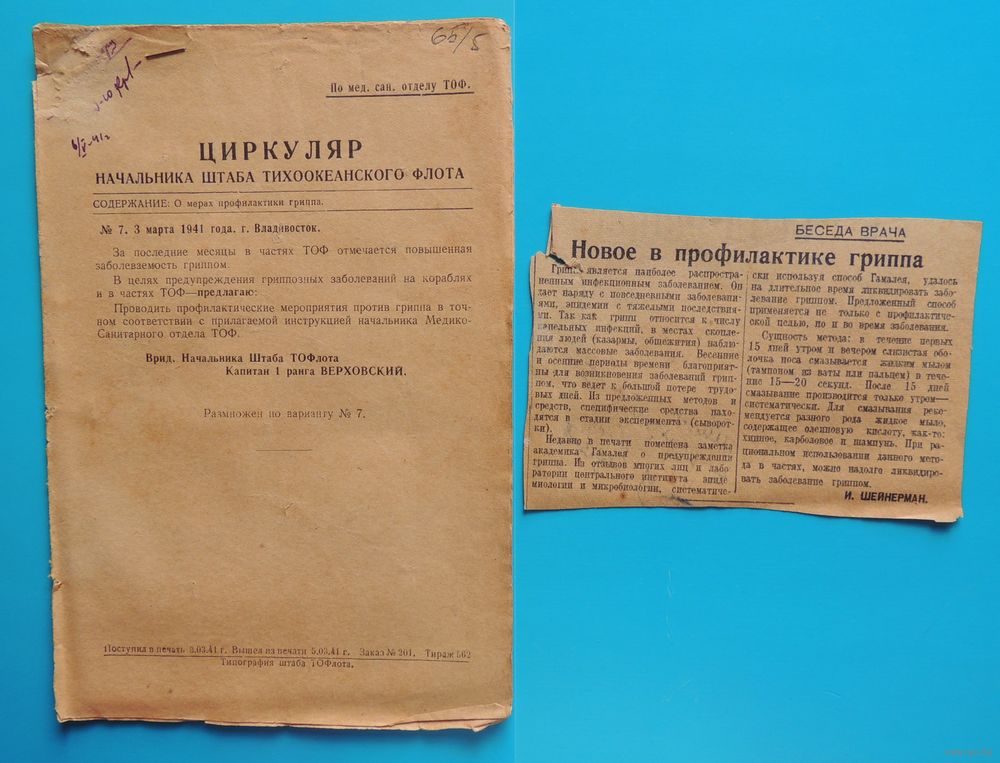 65/5
По мед. сан. отделу ТОФ.
6/V-41г
ЦИРКУЛЯР
НАЧАЛЬНИКА ШТАБА ТИХООКЕАНСКОГО ФЛОТА
СОДЕРЖАНИЕ: О мерах профилактики гриппа.
№ 7. 3 марта 1941 года. г. Владивосток.
За последние месяцы в частях ТОФ отмечается повышенная
заболеваемость гриппом.
В целях предупреждения гриппозных заболеваний на кораблях
и в частях ТОФ—предлагаю:
Проводить профилактические мероприятия против гриппа в точ-
ном соответствии с прилагаемой инструкцией начальника Медико-
Санитарного отдела ТОФ.
Врид. Начальника Штаба ТОФлота
Капитан 1 ранга ВЕРХОВСКИЙ.
Размножен по варианту № 7.
Поступил в печать 3.03.41 г. Вышел из печати 5.03.41 г. Заказ № 201. Тираж 562
Типография штаба ТОФлота.
БЕСЕДА ВРАЧА
Новое в профилактике гриппа
Грипп является наиболее распростра-
ненным инфекционным заболеванием. Он
дает наряду с повседневными заболевани-
ями, эпидемии с тяжелыми последствия-
ми. Так как грипп относится к числу
капельных инфекций, в местах скопле-
ния людей (казармы, общежития) наблю-
даются массовые заболевания. Весенние
и осенние периоды времени благоприят-
ны для возникновения заболеваний грип-
пом, что ведет к большой потере трудо-
вых дней. Из предложенных методов и
средств, специфические средства нахо-
дятся в стадии эксперимента (сыворот-
ки).
Недавно в печати помещена заметка
академика Гамалея о предупреждении
гриппа. Из отзывов многих лиц и лабо-
ратории центрального института эпиде
миологии и микробиологии, систематиче-
ски используя способ Гамалея, удалось
на длительное время ликвидировать забо-
левание гриппом. Предложенный способ
применяется не только с профилактиче-
ской целью, но и во время заболевания.
Сущность метода: в течение первых
15 дней утром и вечером слизистая обо-
лочка носа смазывается жидким мылом
(тампоном из ваты или пальцем) в тече-
ние 15—20 секунд. После 15 дней
смазывание производится только утром—
систематически. Для смазывания реко-
мендуется разного рода жидкое мыло,
содержащее олеиновую кислоту, как-то:
хщиное, карболовое и шампунь. При ра-
циональном использовании данного мето-
да в частях, можно надолго ликвидиро-
вать заболевание гриппом.
И. ШЕЙНЕРМАН.